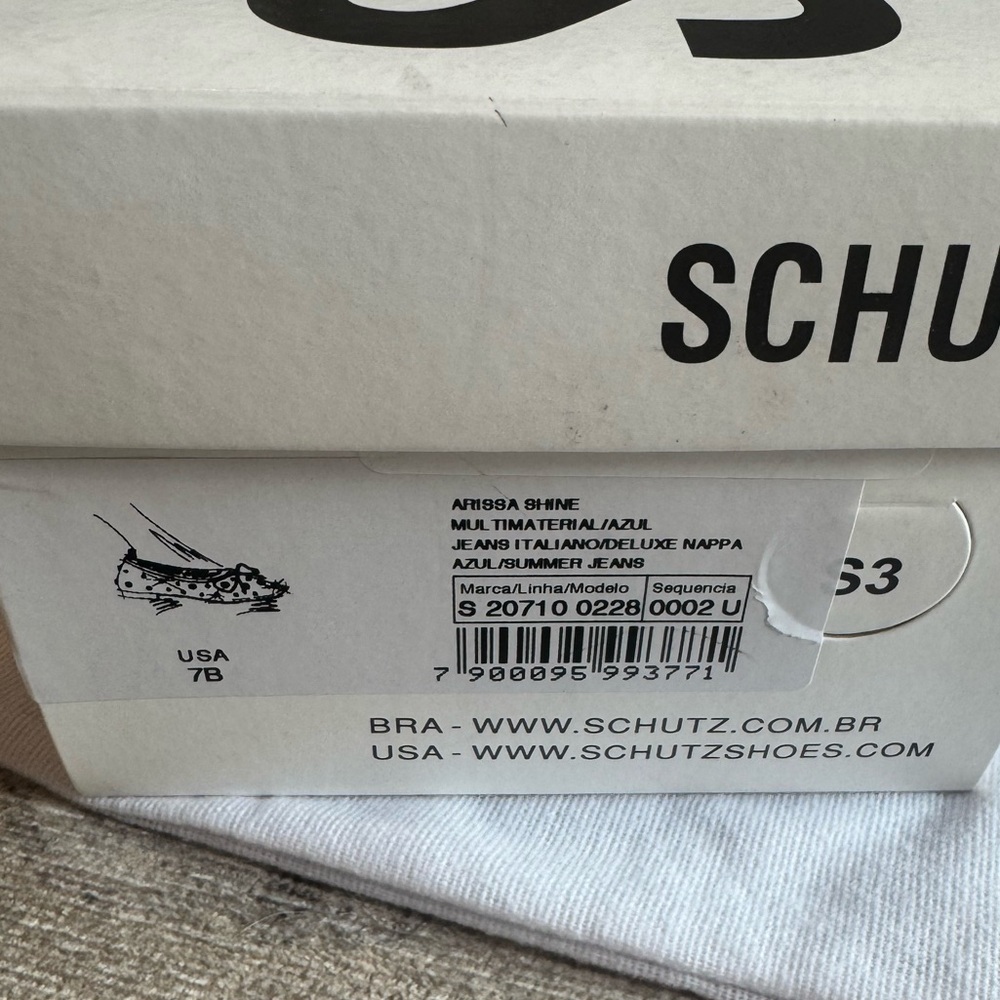 SCHU
ARISSA SHINE
MULTIMATERIAL/AZUL
JEANS ITALIANO/DELUXE NAPPA
AZUL/SUMMER JEANS
Marca/Linha/Modelo Sequencia
S 20710 0228 0002 U
7 900095 993771
USA
7B
S3
BRA - WWW.SCHUTZ.COM.BR
USA - WWW.SCHUTZSHOES.COM